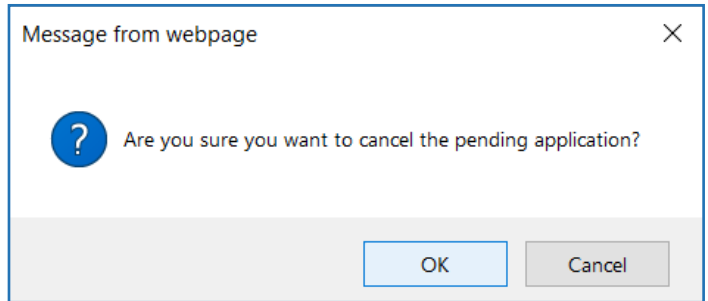 Message from webpage
?
Are you sure you want to cancel the pending application?
OK
Cancel